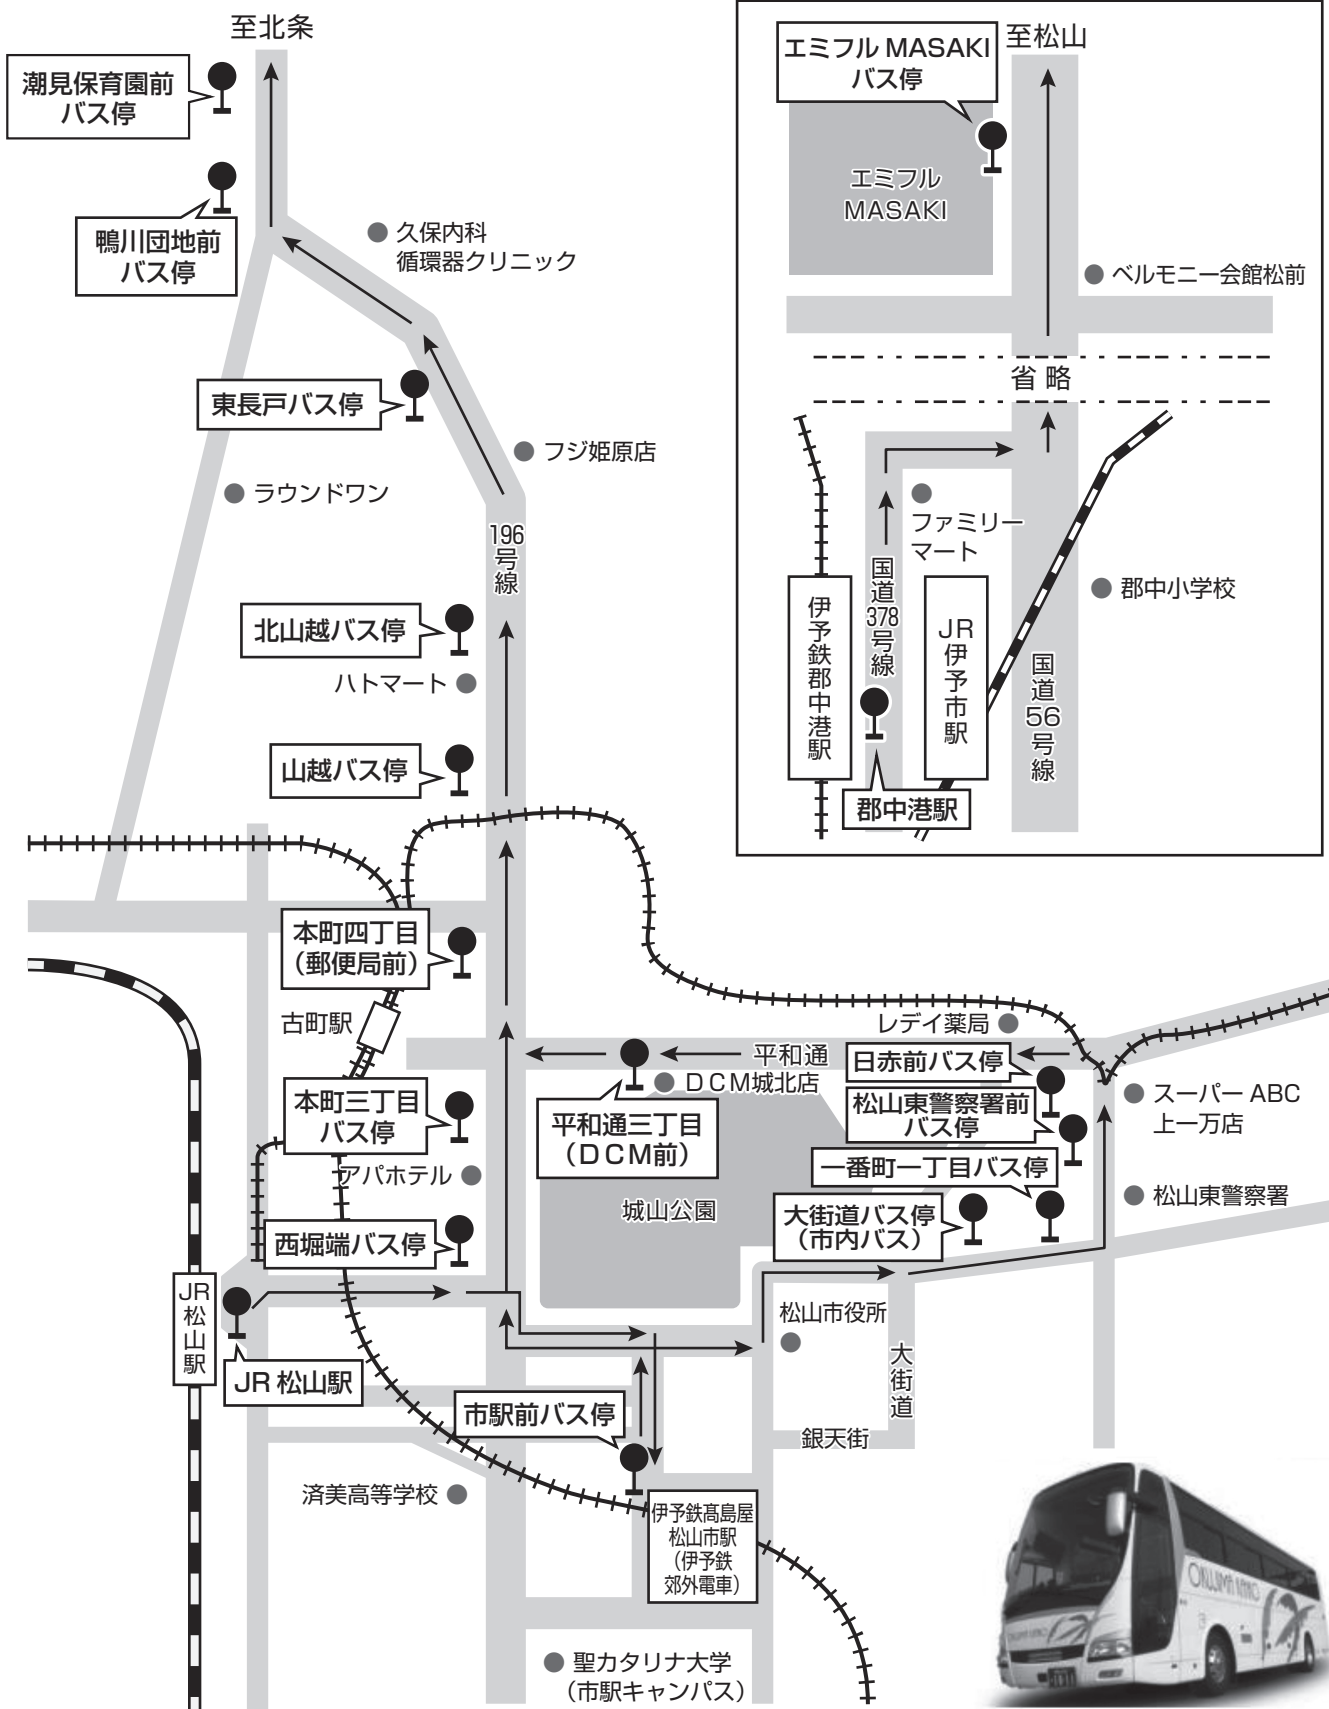 至北条
潮見保育園前
バス停
鴨川団地前
バス停
久保内科
循環器クリニック
東長戸バス停
フジ姫原店
ラウンドワン
196
号
線
北山越バス停
ハトマート
山越バス停
本町四丁目
（郵便局前）
古町駅
本町三丁目
バス停
アパホテル
西堀端バス停
JR
松
山
駅
JR 松山駅
市駅前バス停
済美高等学校
伊予鉄髙島屋
松山市駅
（伊予鉄
郊外電車）
聖カタリナ大学
（市駅キャンパス）
平和通
DCM城北店
平和通三丁目
（DCM前）
城山公園
レデイ薬局
日赤前バス停
松山東警察署前
バス停
一番町一丁目バス停
大街道バス停
（市内バス）
スーパー ABC
上一万店
松山東警察署
松山市役所
大
街
道
銀天街
エミフル MASAKI
バス停
至松山
エミフル
MASAKI
ベルモニー会館松前
省 略
ファミリー
マート
国
道
378
号
線
伊
予
鉄
郡
中
港
駅
JR
伊
予
市
駅
郡中小学校
国
道
56
号
線
郡中港駅